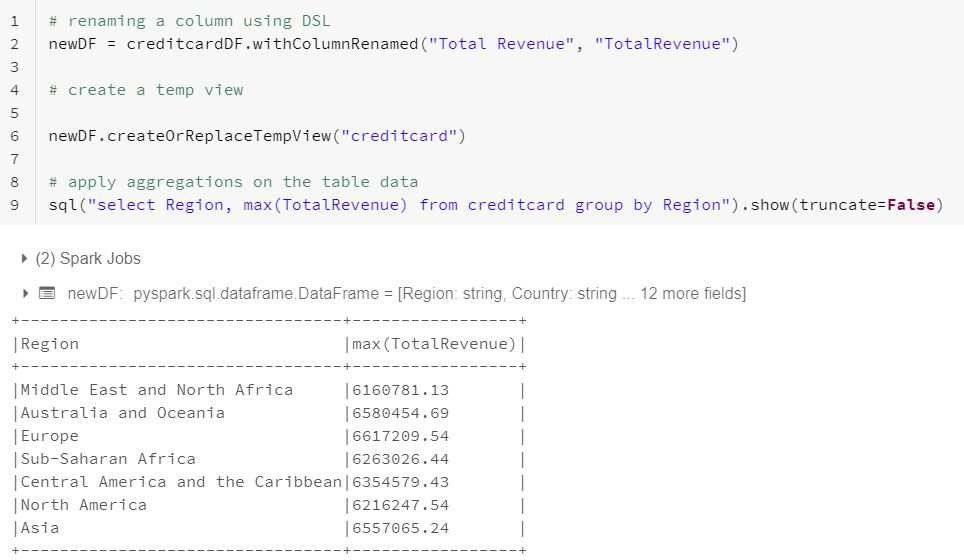 1 # renaming a column using DSL
2 newDF = creditcardDF.withColumnRenamed("Total Revenue", "TotalRevenue")
3
4 # create a temp view
5
6 newDF.createOrReplaceTempView("creditcard")
7
8 # apply aggregations on the table data
9 sql("select Region, max(TotalRevenue) from creditcard group by Region").show(truncate=False)
(2) Spark Jobs
newDF: pyspark.sql.dataframe.DataFrame = [Region: string, Country: string ... 12 more fields]
+---------------------------------+-----------------+
|Region                           |max(TotalRevenue)|
+---------------------------------+-----------------+
|Middle East and North Africa     |6160781.13       |
|Australia and Oceania            |6580454.69       |
|Europe                           |6617209.54       |
|Sub-Saharan Africa               |6263026.44       |
|Central America and the Caribbean|6354579.43       |
|North America                    |6216247.54       |
|Asia                             |6557065.24       |
+---------------------------------+-----------------+